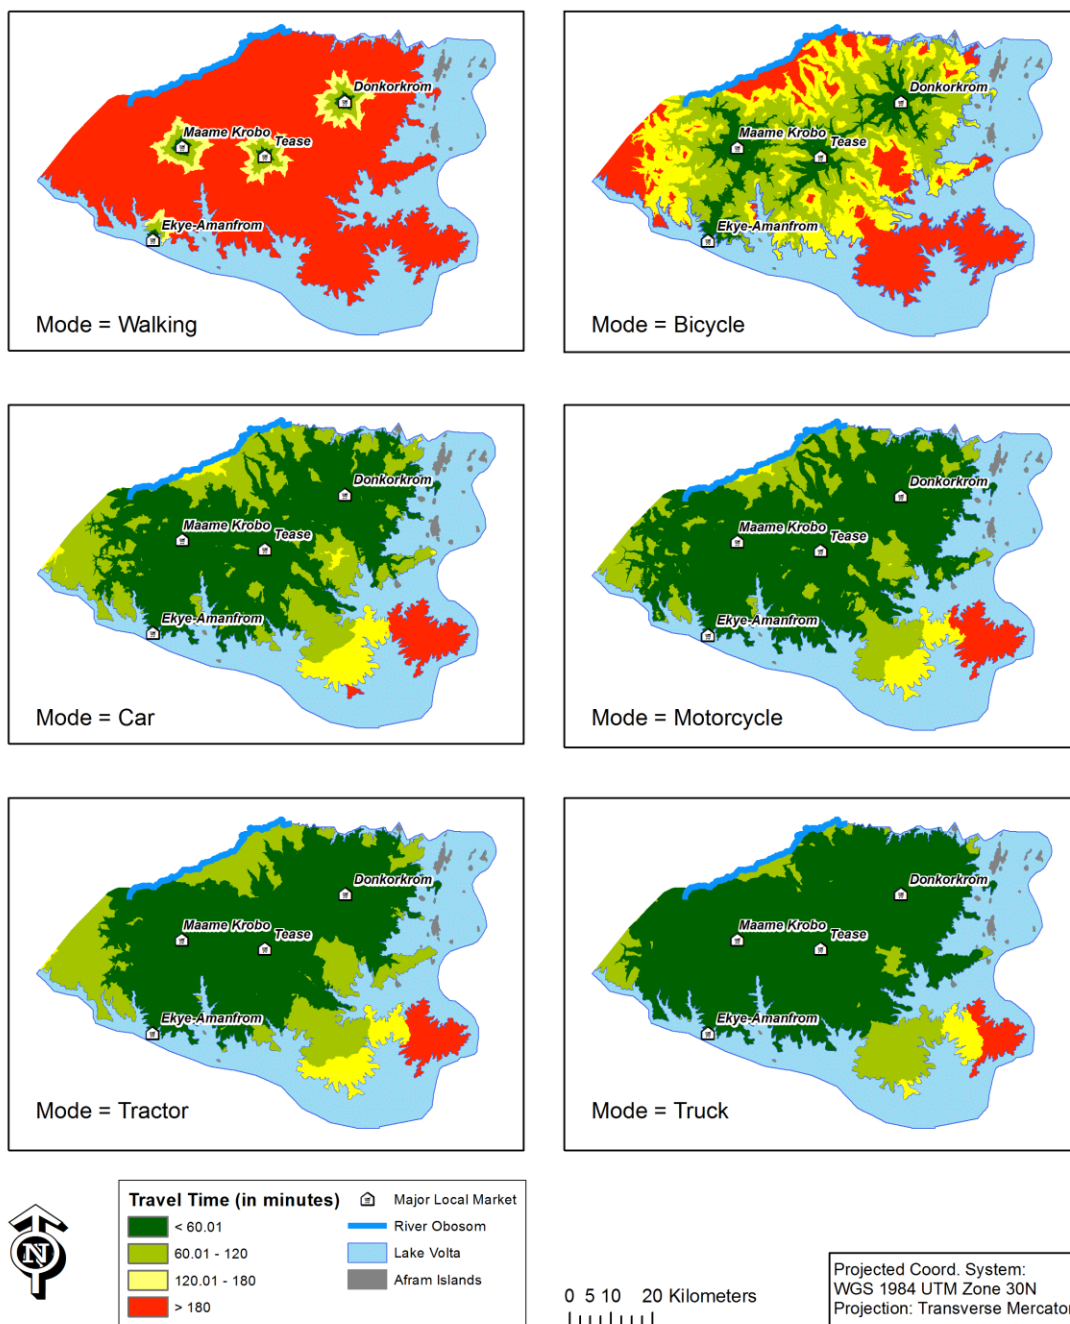 Donkorkrom
Maame Krobo
Tease
Ekye-Amanfrom
Mode = Walking
Donkorkrom
Maame Krobo
Tease
Ekye-Amanfrom
Mode = Bicycle
Donkorkrom
Maame Krobo
Tease
Ekye-Amanfrom
Mode = Car
Donkorkrom
Maame Krobo
Tease
Ekye-Amanfrom
Mode = Motorcycle
Donkorkrom
Maame Krobo
Tease
Ekye-Amanfrom
Mode = Tractor
Donkorkrom
Maame Krobo
Tease
Ekye-Amanfrom
Mode = Truck
N
Travel Time (in minutes)
< 60.01
60.01 - 120
120.01 - 180
> 180
Major Local Market
River Obosom
Lake Volta
Afram Islands
0 5 10 20 Kilometers
Projected Coord. System:
WGS 1984 UTM Zone 30N
Projection: Transverse Mercator